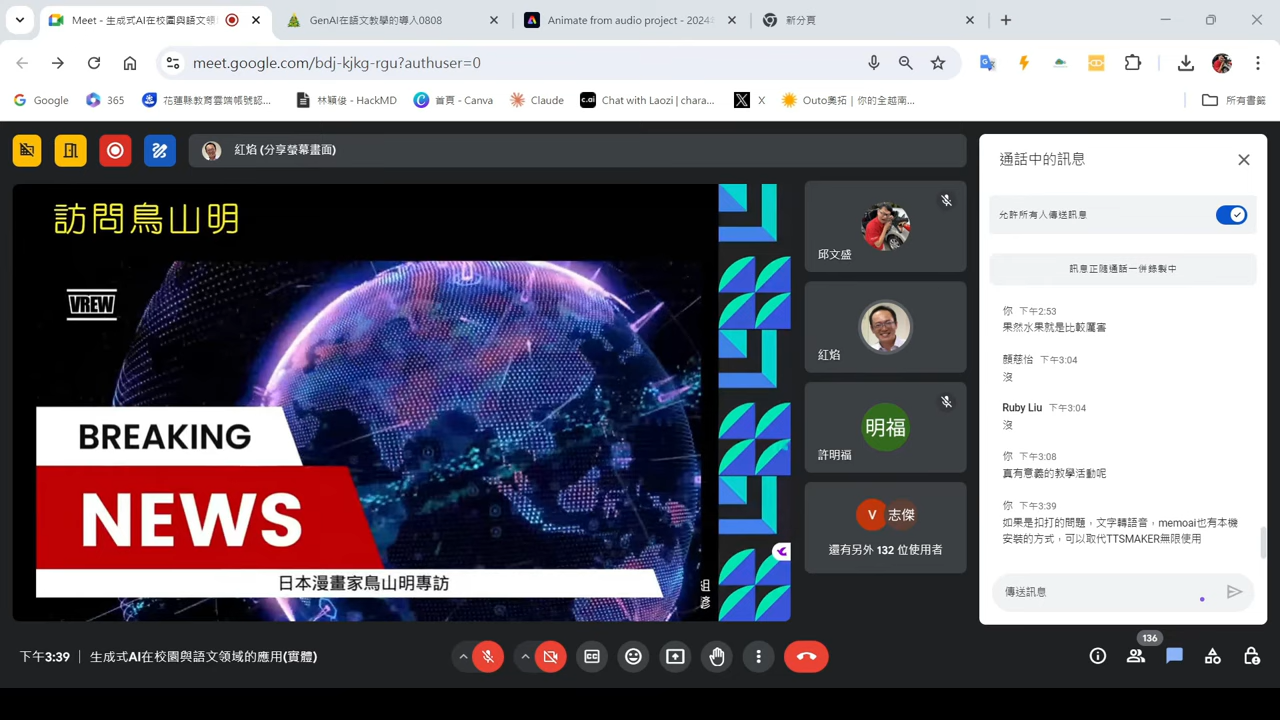 Meet - 生成式AI在校園與語文領
GenAI在語文教學的導入0808
Animate from audio project - 2024
新分頁
meet.google.com/bdj-kjkg-rgu?authuser=0
Google
365
花蓮縣教育雲端帳號認...
林穎俊 - HackMD
首頁 - Canva
Claude
c.ai
Chat with Laozi | chara...
X
Outo奧拓｜你的全越南...
所有書籤
紅焰 (分享螢幕畫面)
訪問鳥山明
VREW
BREAKING
NEWS
日本漫畫家鳥山明專訪
邱文盛
紅焰
明福
許明福
V
志傑
還有另外 132 位使用者
通話中的訊息
允許所有人傳送訊息
訊息正隨通話一併錄製中
你 下午2:53
果然水果就是比較厲害
顏慈怡 下午3:04
沒
Ruby Liu 下午3:04
沒
你 下午3:08
真有意義的教學活動呢
你 下午3:39
如果是扣打的問題，文字轉語音，memoai也有本機
安裝的方式，可以取代TTSMAKER無限使用
傳送訊息
下午3:39
生成式AI在校園與語文領域的應用(實體)
136